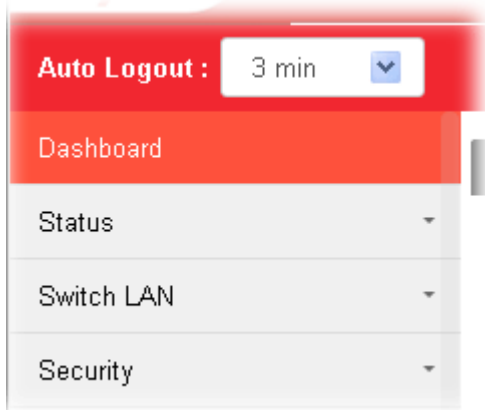 Auto Logout : 3 min
Dashboard
Status
Switch LAN
Security